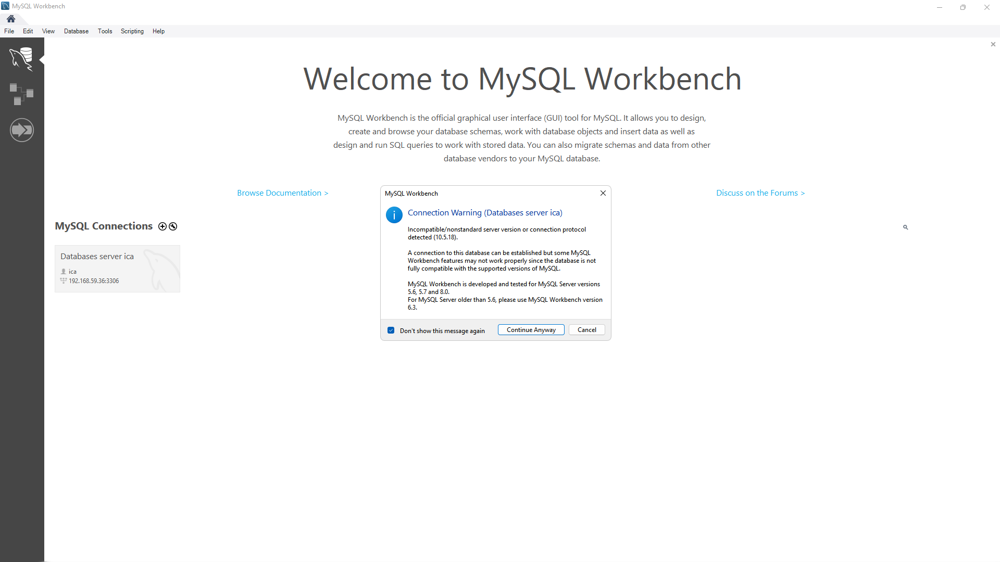 MySQL Workbench
File Edit View Database Tools Scripting Help
Welcome to MySQL Workbench
MySQL Workbench is the official graphical user interface (GUI) tool for MySQL. It allows you to design,
create and browse your database schemas, work with database objects and insert data as well as
design and run SQL queries to work with stored data. You can also migrate schemas and data from other
database vendors to your MySQL database.
Browse Documentation >
Discuss on the Forums >
MySQL Connections
Databases server ica
ica
192.168.59.36:3306
MySQL Workbench
Connection Warning (Databases server ica)
Incompatible/nonstandard server version or connection protocol
detected (10.5.18).
A connection to this database can be established but some MySQL
Workbench features may not work properly since the database is not
fully compatible with the supported versions of MySQL.
MySQL Workbench is developed and tested for MySQL Server versions
5.6, 5.7 and 8.0.
For MySQL Server older than 5.6, please use MySQL Workbench version
6.3.
Don't show this message again
Continue Anyway
Cancel